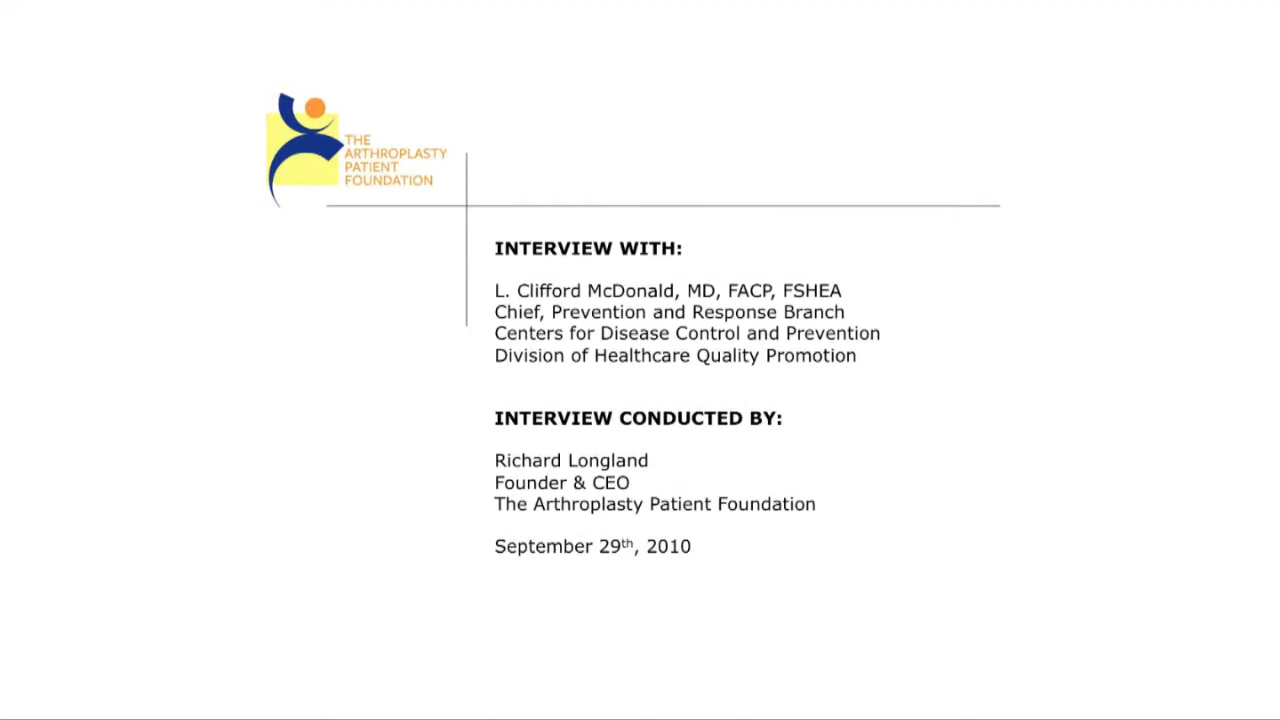 THE
ARTHROPLASTY
PATIENT
FOUNDATION
INTERVIEW WITH:
L. Clifford McDonald, MD, FACP, FSHEA
Chief, Prevention and Response Branch
Centers for Disease Control and Prevention
Division of Healthcare Quality Promotion
INTERVIEW CONDUCTED BY:
Richard Longland
Founder & CEO
The Arthroplasty Patient Foundation
September 29th, 2010